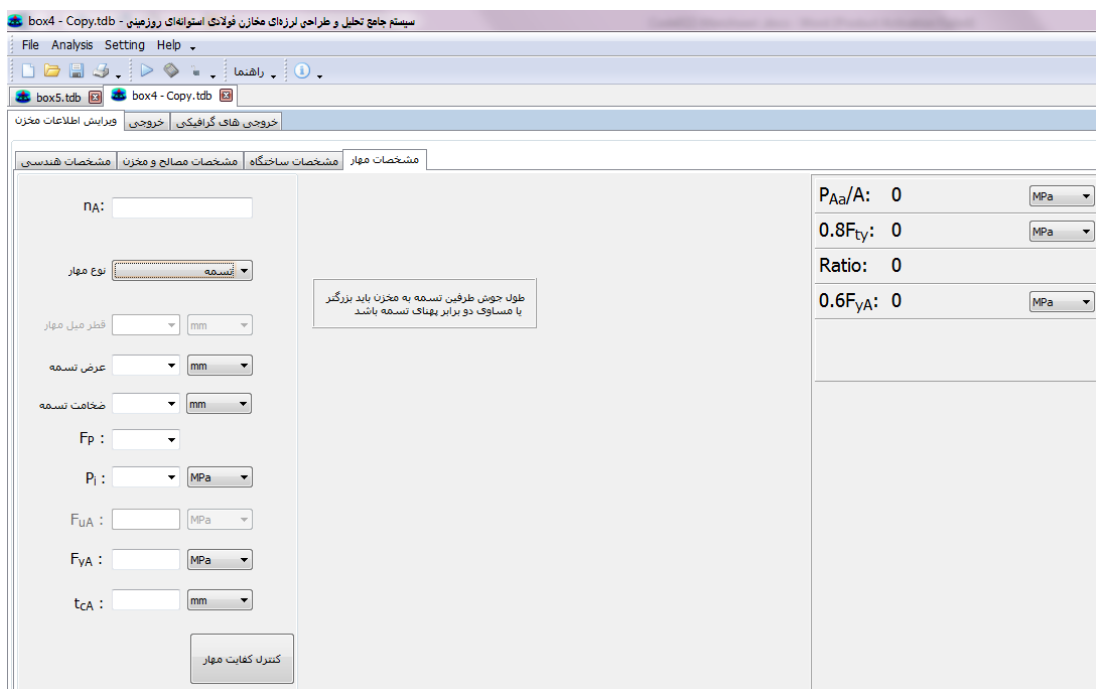 box4 - Copy.tdb - سیستم جامع تحلیل و طراحی لرزه‌ای مخازن فولادی استوانه‌ای روزمینی
File Analysis Setting Help
راهنما
box5.tdb box4 - Copy.tdb
ویرایش اطلاعات مخزن خروجی خروجی های گرافیکی
مشخصات هندسی مشخصات مصالح و مخزن مشخصات ساختگاه مشخصات مهار
nA:
نوع مهار تسمه
قطر میل مهار mm
عرض تسمه mm
ضخامت تسمه mm
FP :
Pi : MPa
FuA : MPa
FyA : MPa
tcA : mm
کنترل کفایت مهار
طول جوش طرفین تسمه به مخزن باید بزرگتر
یا مساوی دو برابر پهنای تسمه باشد
PAa/A: 0 MPa
0.8Fty: 0 MPa
Ratio: 0
0.6FyA: 0 MPa